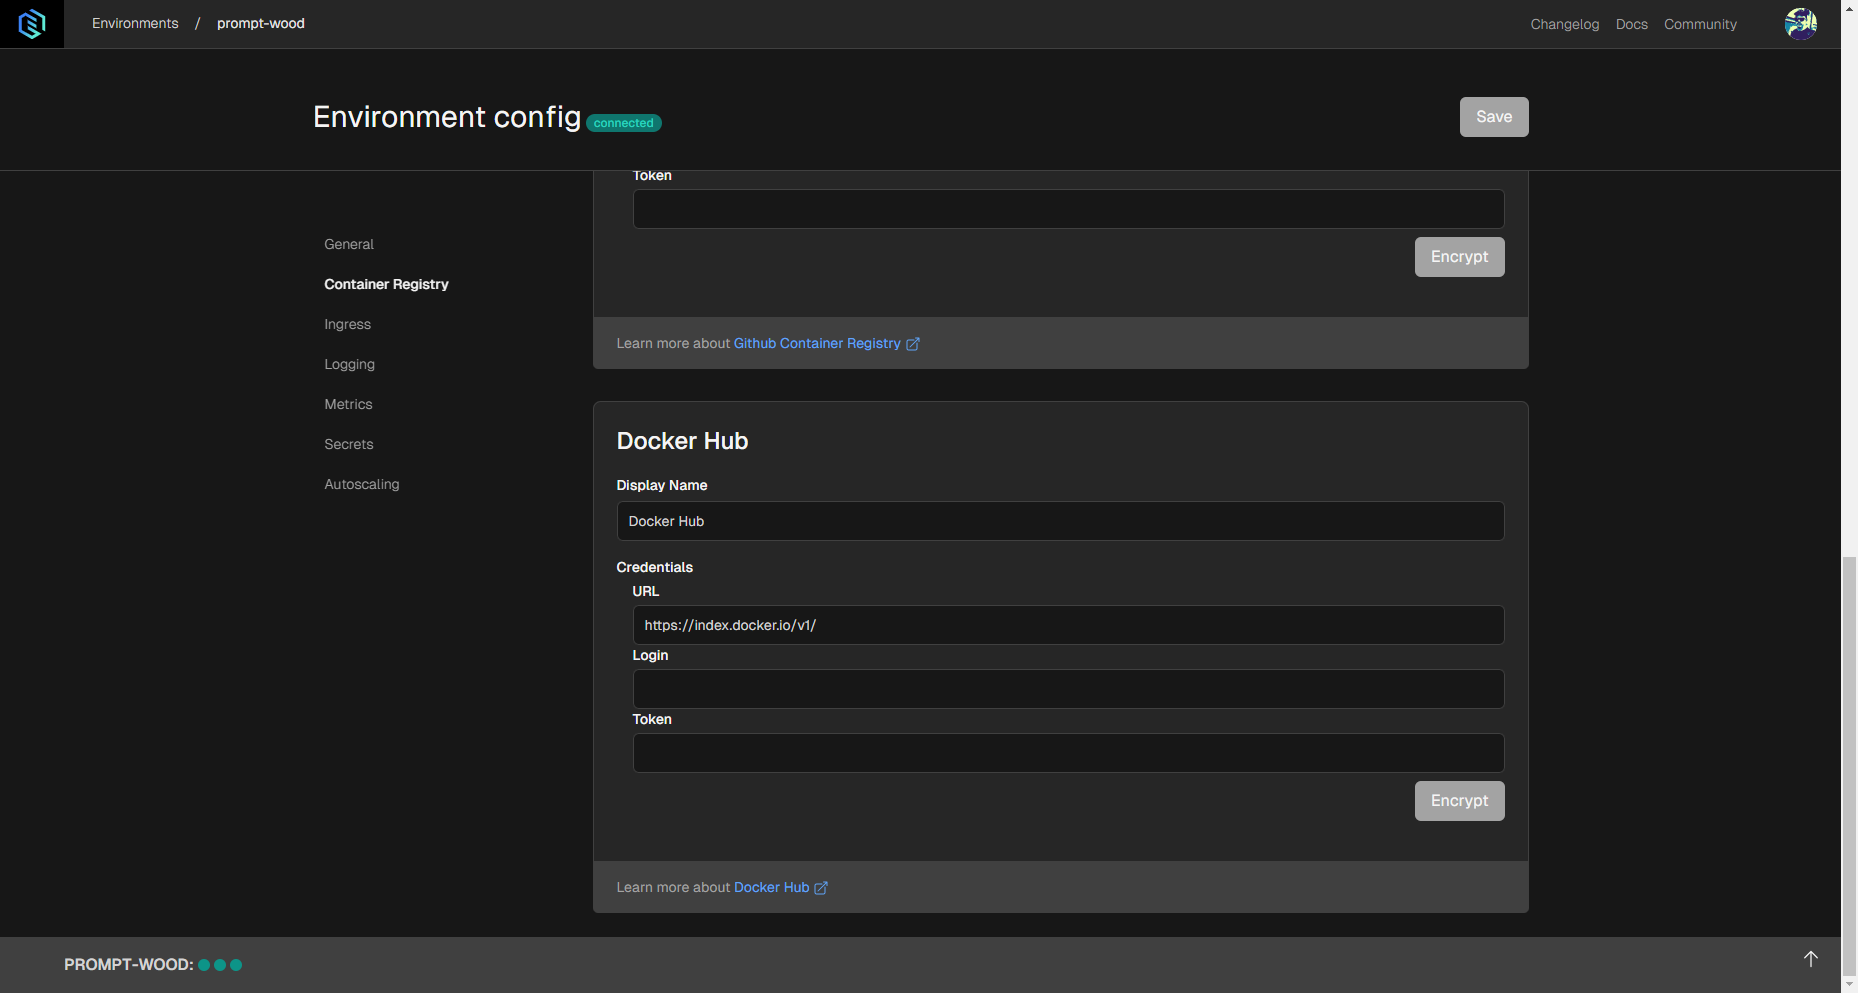 Environments / prompt-wood
Changelog Docs Community
Environment config connected
Save
Token
Encrypt
General
Container Registry
Ingress
Logging
Metrics
Secrets
Autoscaling
Learn more about Github Container Registry
Docker Hub
Display Name
Docker Hub
Credentials
URL
https://index.docker.io/v1/
Login
Token
Encrypt
Learn more about Docker Hub
PROMPT-WOOD: